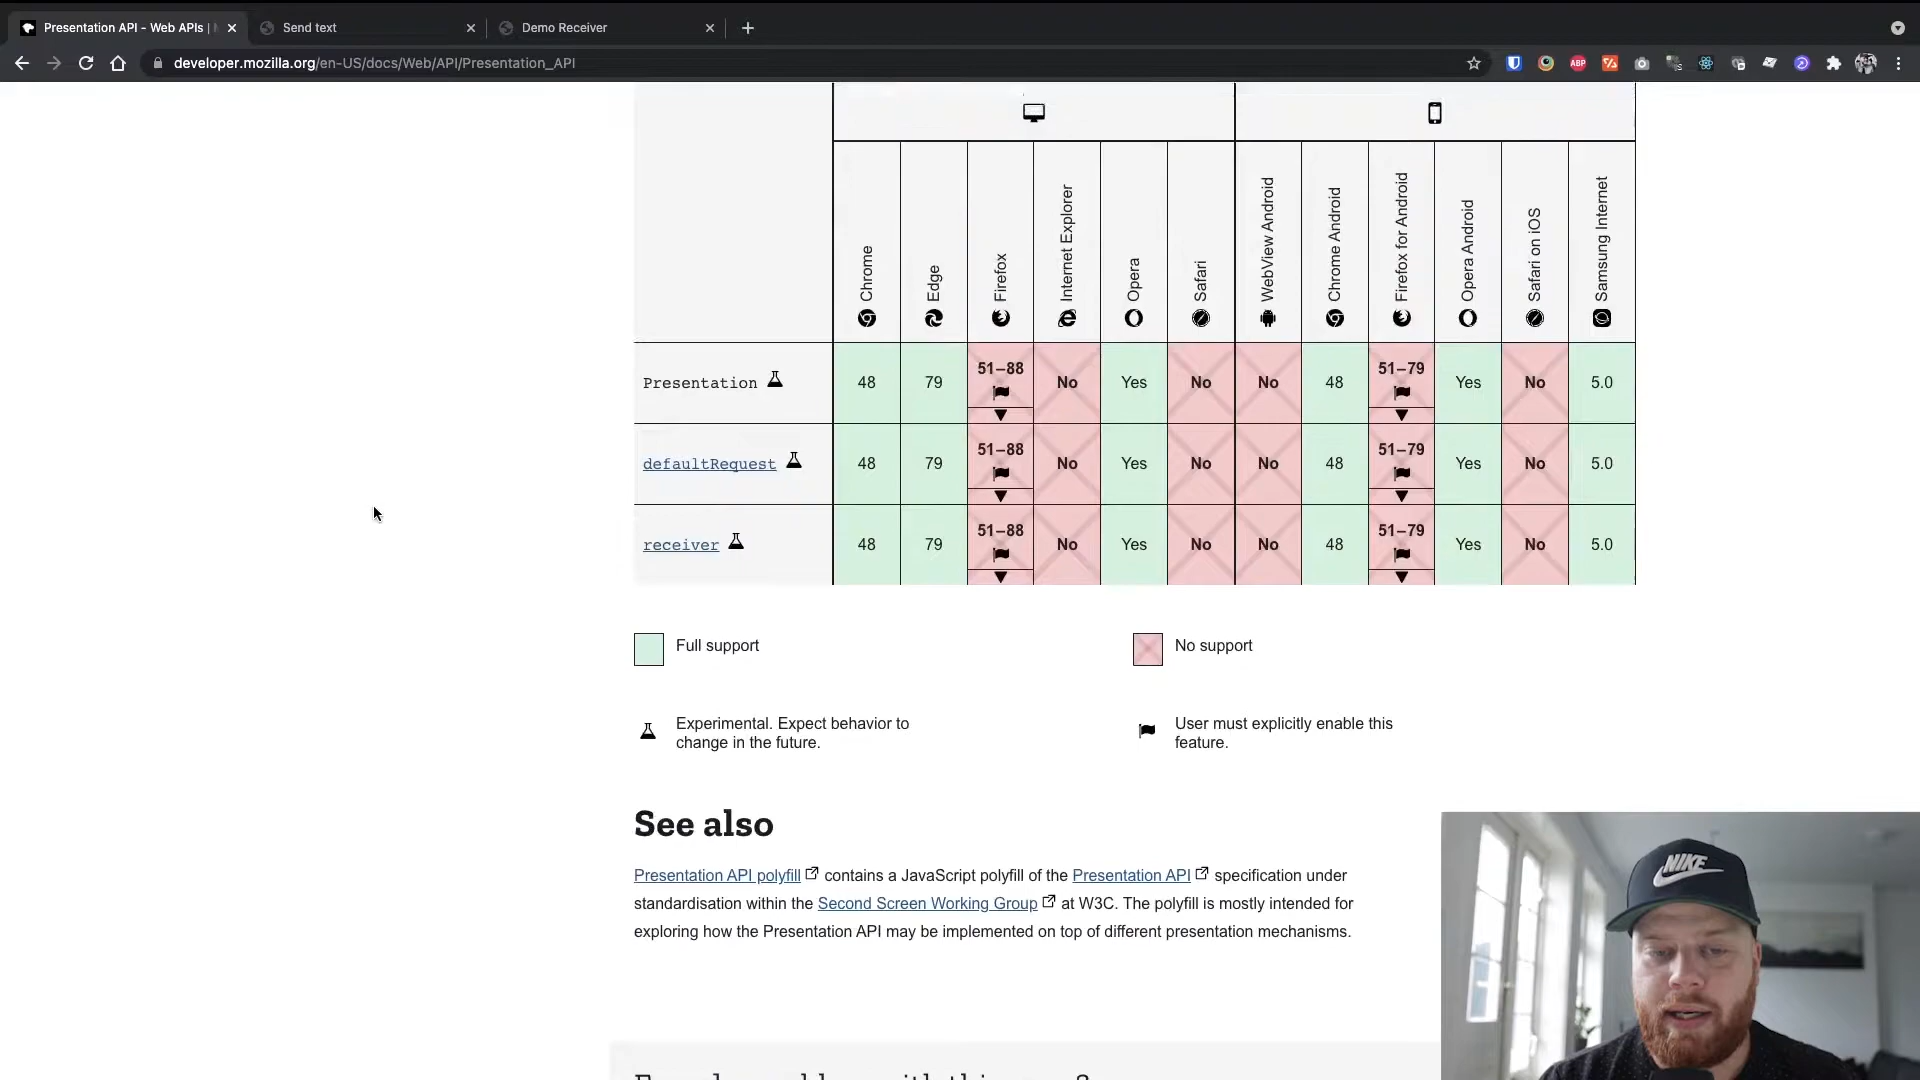 Presentation API - Web APIs |
Send text
Demo Receiver
developer.mozilla.org/en-US/docs/Web/API/Presentation_API
ABP
Chrome
Edge
Firefox
Internet Explorer
Opera
Safari
WebView Android
Chrome Android
Firefox for Android
Opera Android
Safari on iOS
Samsung Internet
Presentation 48 79 51–88 No Yes No No 48 51–79 Yes No 5.0
defaultRequest 48 79 51–88 No Yes No No 48 51–79 Yes No 5.0
receiver 48 79 51–88 No Yes No No 48 51–79 Yes No 5.0
Full support
No support
Experimental. Expect behavior to
change in the future.
User must explicitly enable this
feature.
See also
Presentation API polyfill contains a JavaScript polyfill of the Presentation API specification under
standardisation within the Second Screen Working Group at W3C. The polyfill is mostly intended for
exploring how the Presentation API may be implemented on top of different presentation mechanisms.
NIKE